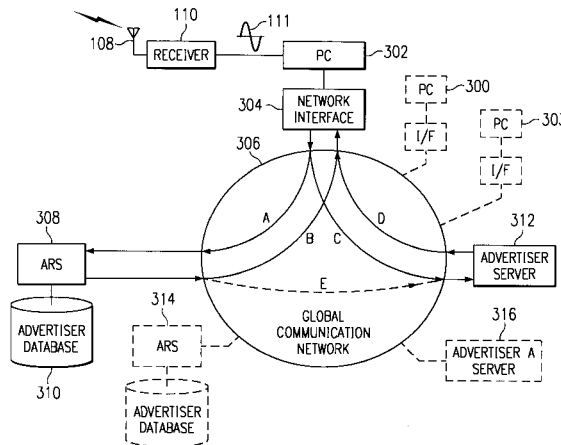 110
111
108
RECEIVER
PC
302
304
NETWORK
INTERFACE
PC
300
I/F
PC
303
I/F
306
A
B
C
D
E
308
ARS
ADVERTISER
DATABASE
310
312
ADVERTISER
SERVER
314
ARS
ADVERTISER
DATABASE
GLOBAL
COMMUNICATION
NETWORK
316
ADVERTISER A
SERVER